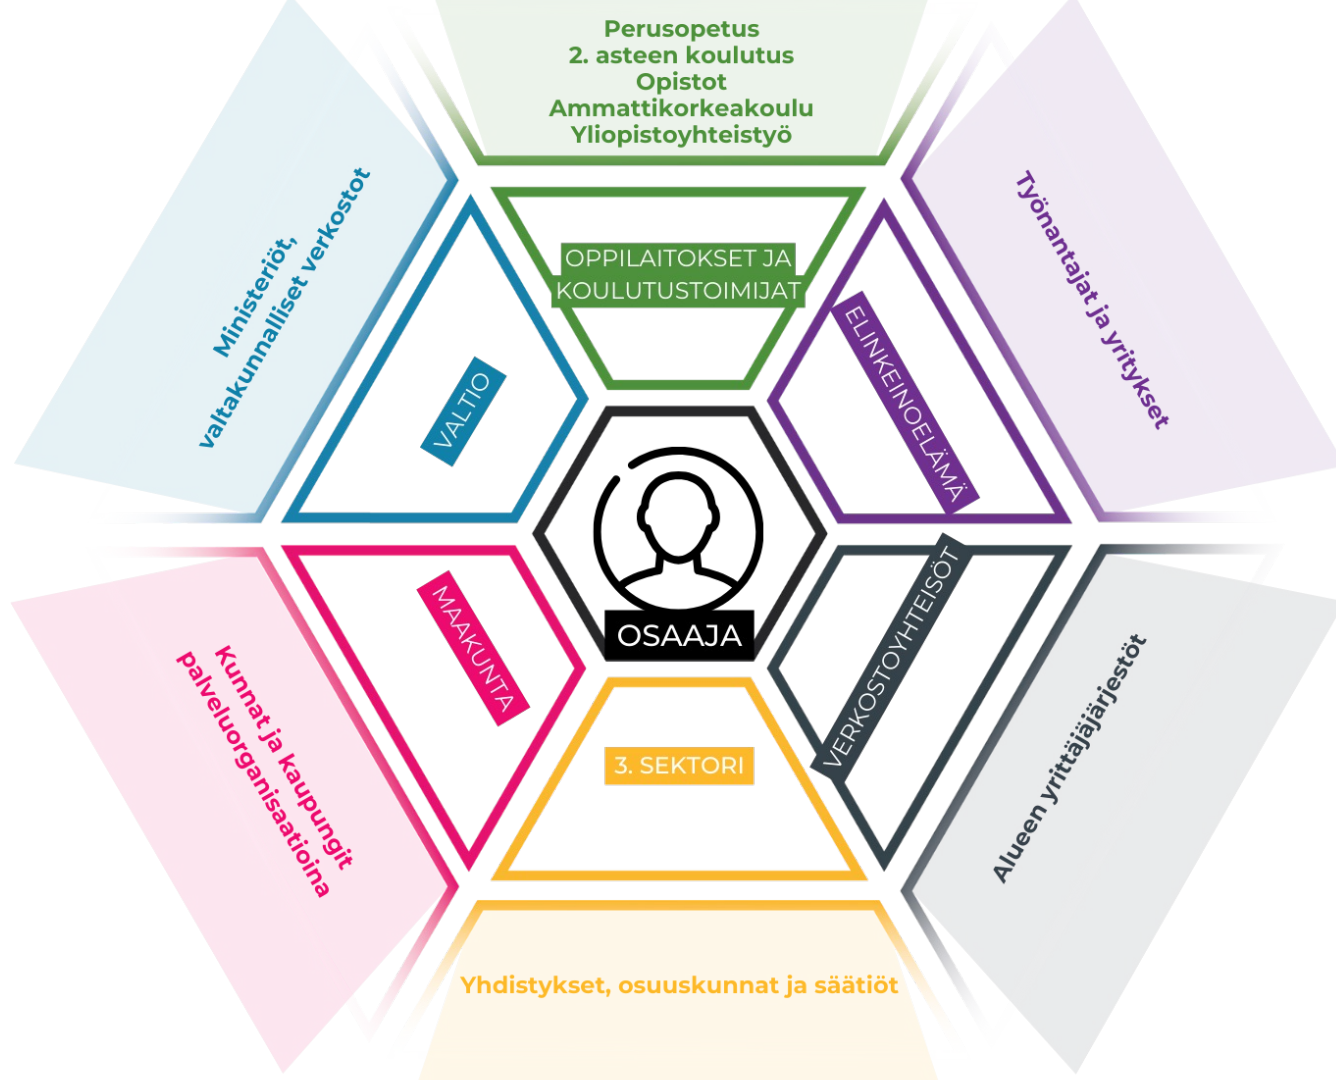 Perusopetus
2. asteen koulutus
Opistot
Ammattikorkeakoulu
Yliopistoyhteistyö
OPPILAITOKSET JA
KOULUTUSTOIMIJAT
Ministeriöt,
valtakunnalliset verkostot
VALTIO
ELINKEINOELÄMÄ
Työnantajat ja yritykset
OSAAJA
MAAKUNTA
Kunnat ja kaupungit
palveluorganisaatioina
VERKOSTOYHTEISÖT
Alueen yrittäjäjärjestöt
3. SEKTORI
Yhdistykset, osuuskunnat ja säätiöt